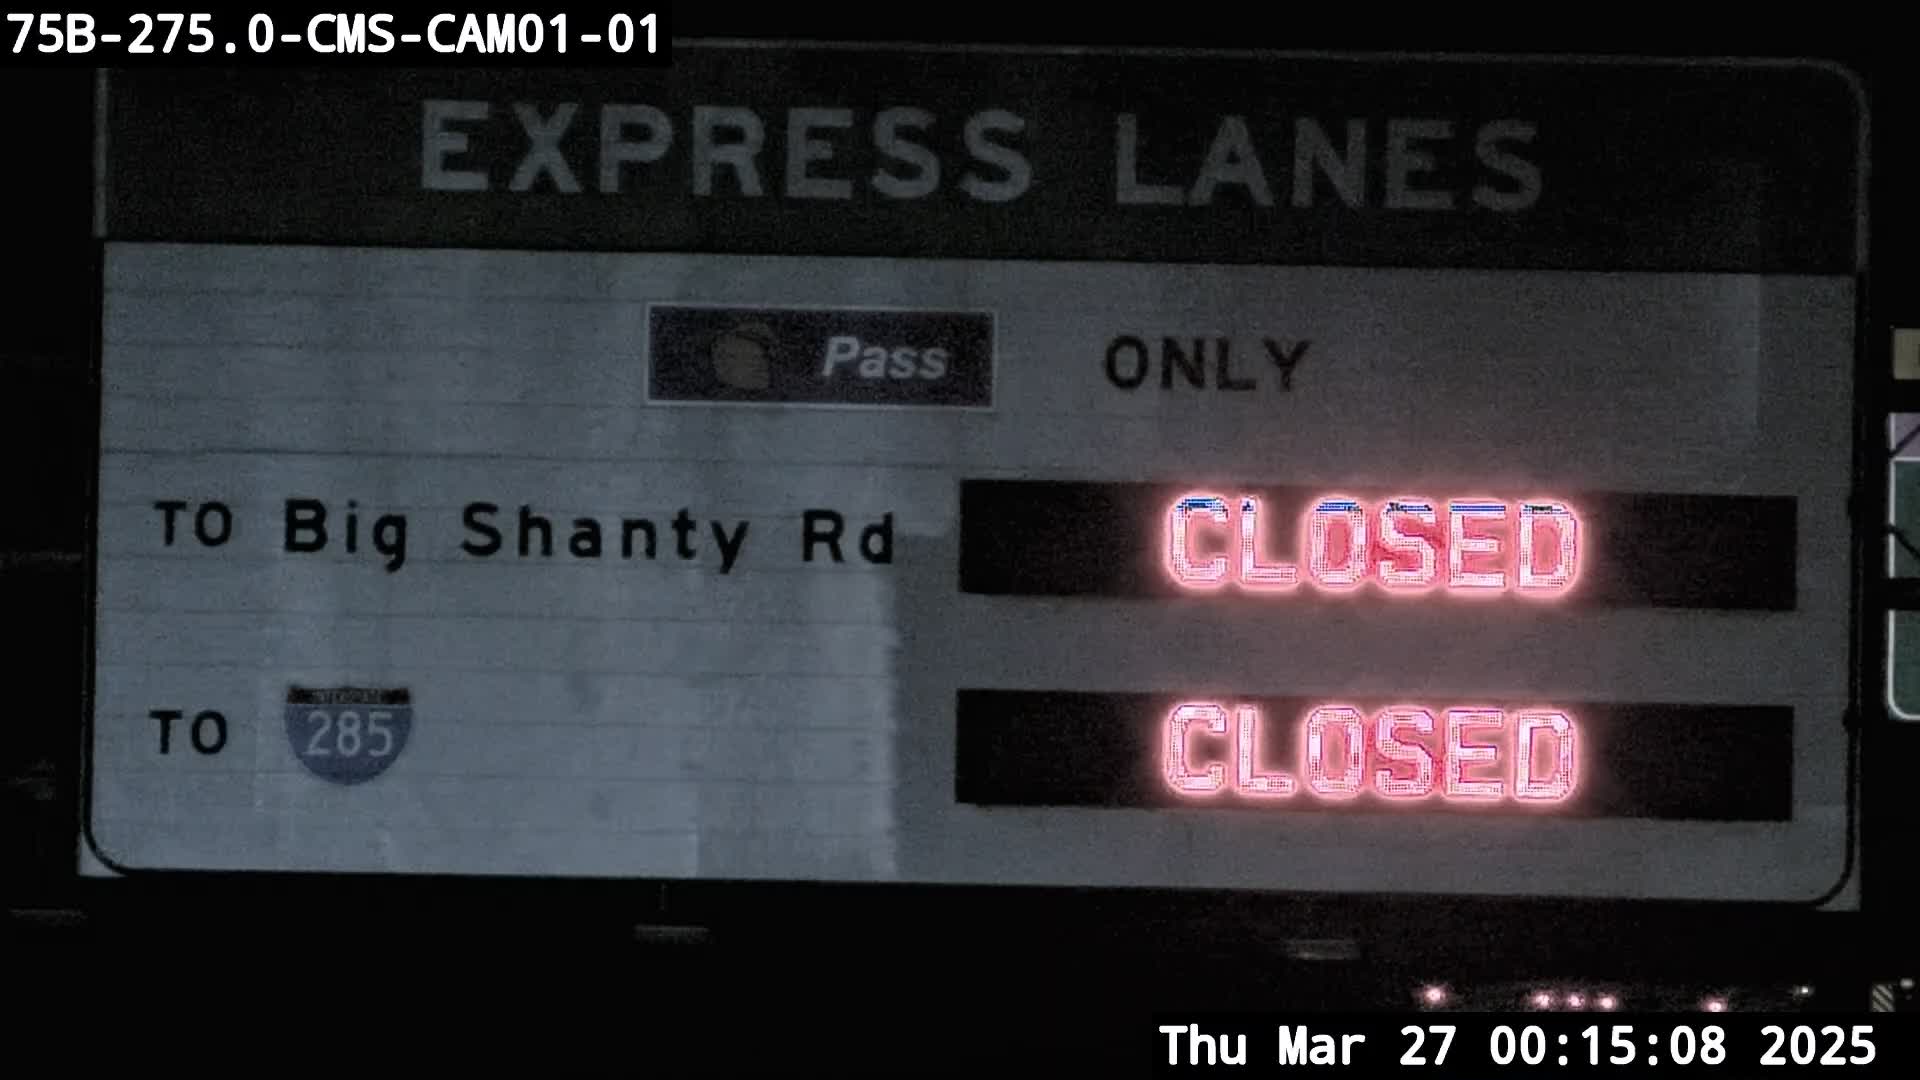 75B-275.0-CMS-CAM01-01
EXPRESS LANES
Pass ONLY
TO Big Shanty Rd CLOSED
TO 285 CLOSED
Thu Mar 27 00:15:08 2025